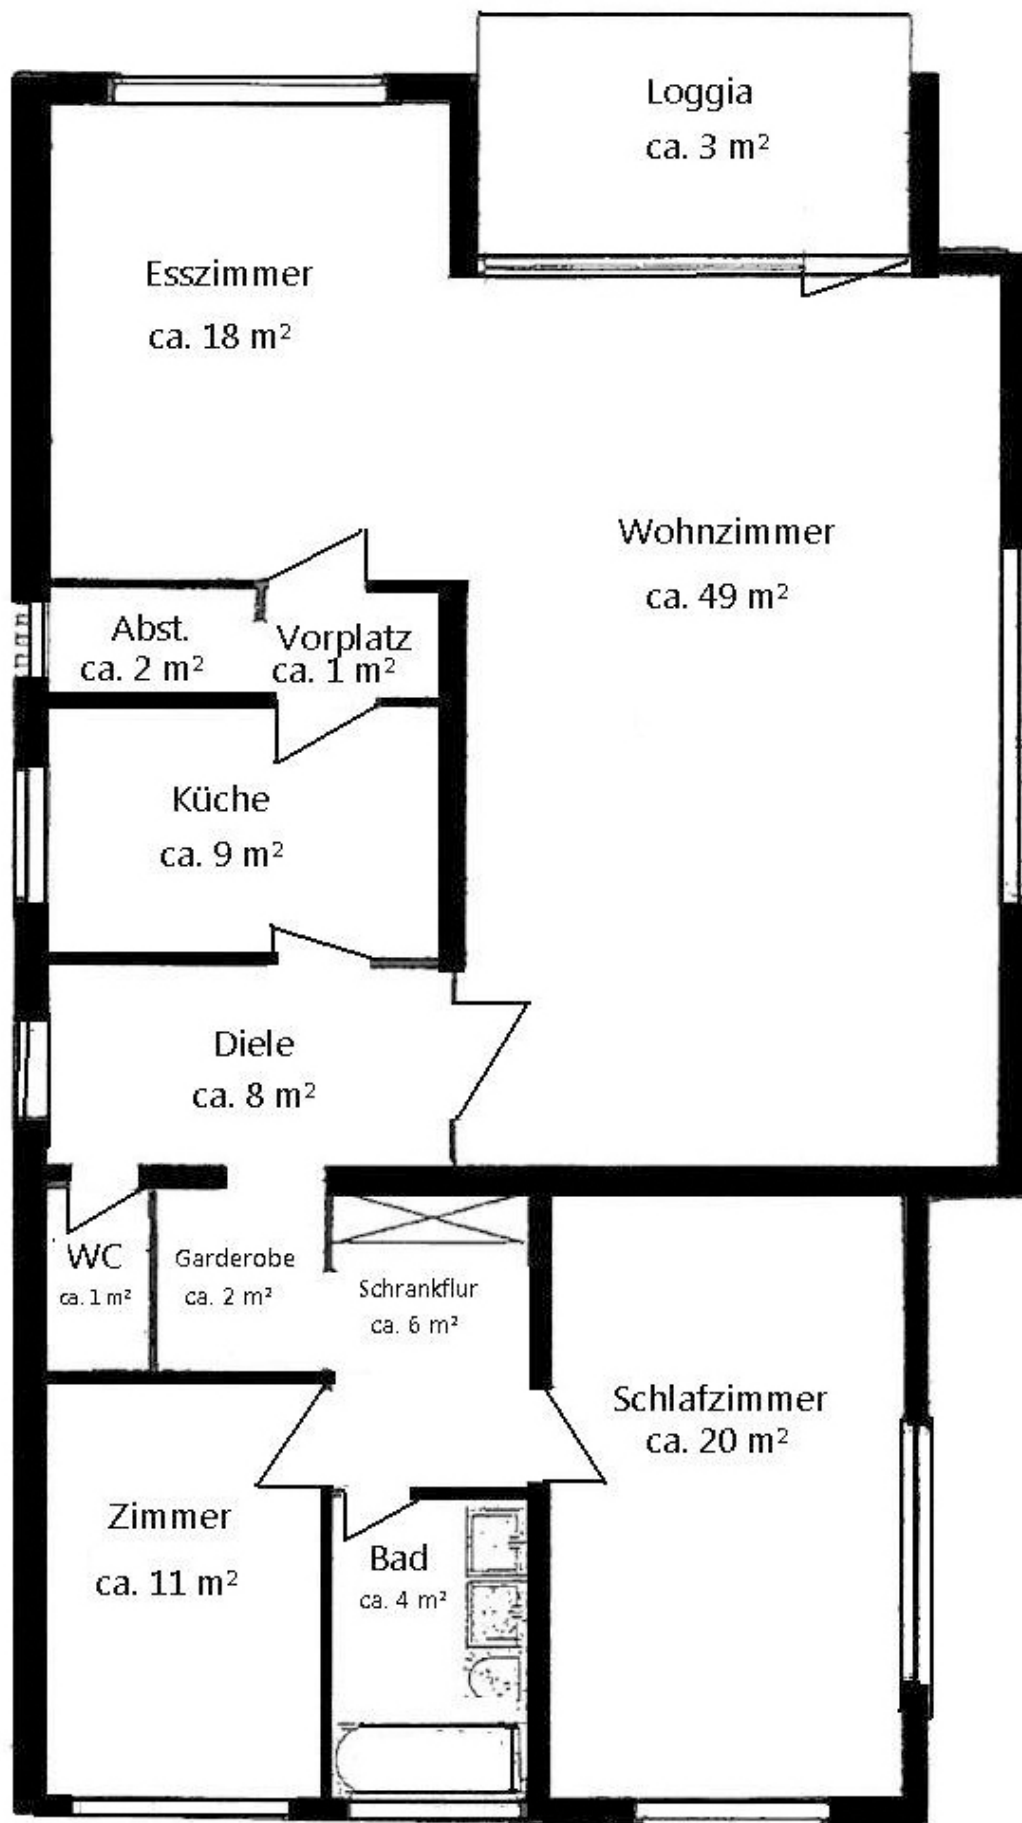 Loggia
ca. 3 m²
Esszimmer
ca. 18 m²
Wohnzimmer
ca. 49 m²
Abst.
ca. 2 m²
Vorplatz
ca. 1 m²
Küche
ca. 9 m²
Diele
ca. 8 m²
WC
ca. 1 m²
Garderobe
ca. 2 m²
Schrankflur
ca. 6 m²
Schlafzimmer
ca. 20 m²
Zimmer
ca. 11 m²
Bad
ca. 4 m²